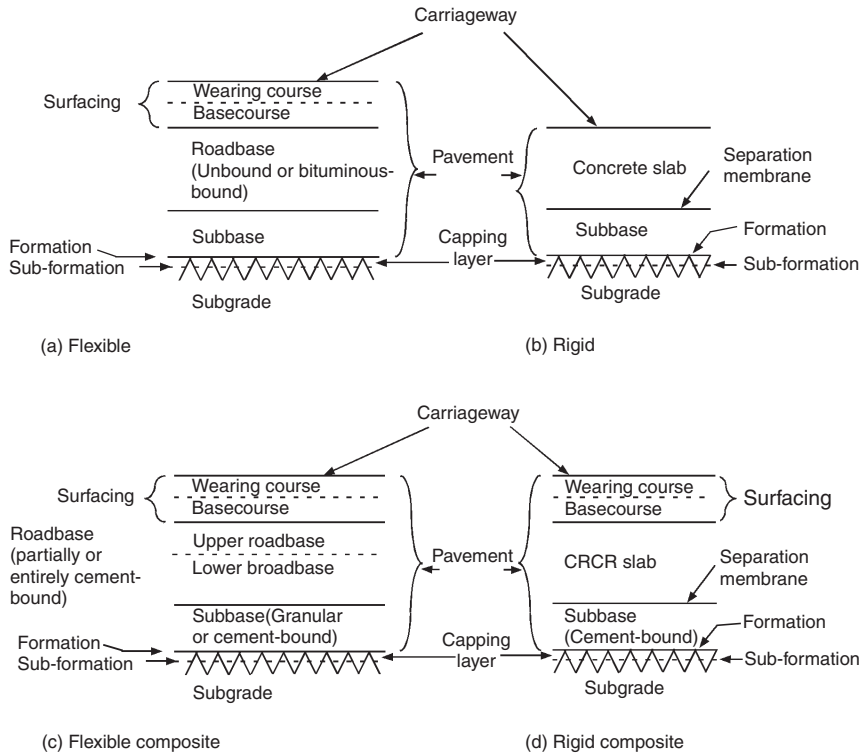 Carriageway
Surfacing
Wearing course
Basecourse
Roadbase
(Unbound or bituminous-
bound)
Subbase
Formation
Sub-formation
Subgrade
Pavement
Capping
layer
Concrete slab
Separation
membrane
Subbase
Formation
Sub-formation
Subgrade
(a) Flexible
(b) Rigid
Carriageway
Surfacing
Wearing course
Basecourse
Roadbase
(partially or
entirely cement-
bound)
Upper roadbase
Lower broadbase
Subbase(Granular
or cement-bound)
Formation
Sub-formation
Subgrade
Pavement
Capping
layer
Wearing course
Basecourse
Surfacing
CRCR slab
Separation
membrane
Subbase
(Cement-bound)
Formation
Sub-formation
Subgrade
(c) Flexible composite
(d) Rigid composite